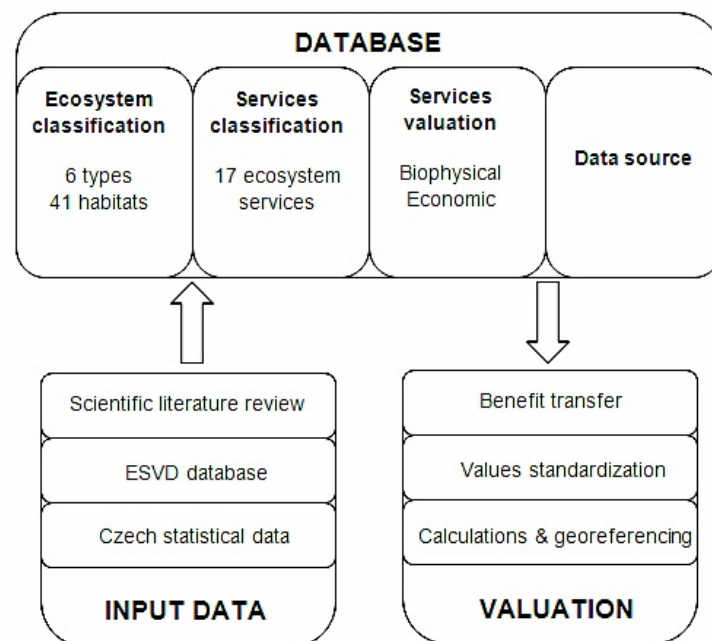 DATABASE
Ecosystem
classification
6 types
41 habitats
Services
classification
17 ecosystem
services
Services
valuation
Biophysical
Economic
Data source
Scientific literature review
ESVD database
Czech statistical data
INPUT DATA
Benefit transfer
Values standardization
Calculations & georeferencing
VALUATION